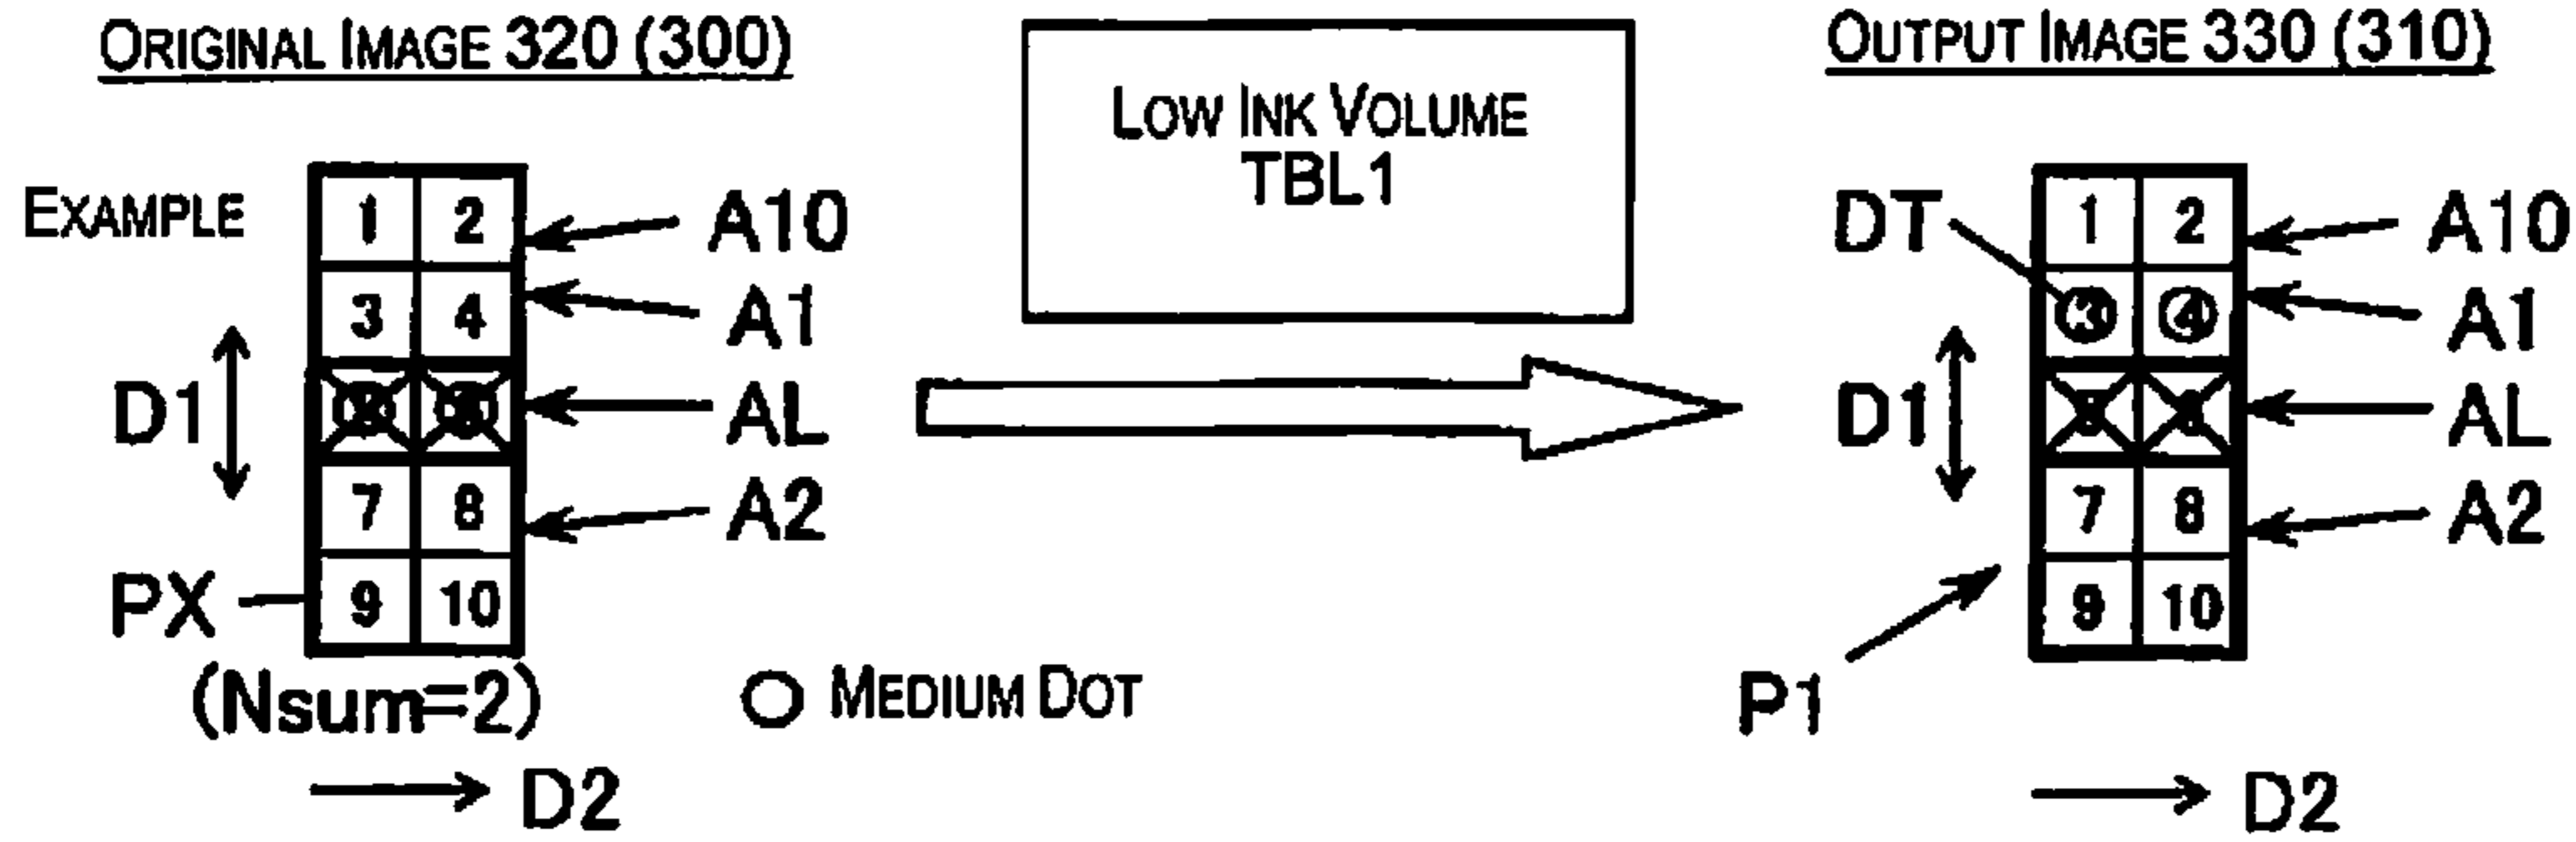 ORIGINAL IMAGE 320 (300)
LOW INK VOLUME
TBL1
OUTPUT IMAGE 330 (310)
EXAMPLE
1 2 A10
3 4 A1
D1 AL
7 8 A2
PX 9 10
(Nsum=2)
D2
MEDIUM DOT
DT 1 2 A10
3 4 A1
D1 AL
7 8 A2
9 10
P1
D2